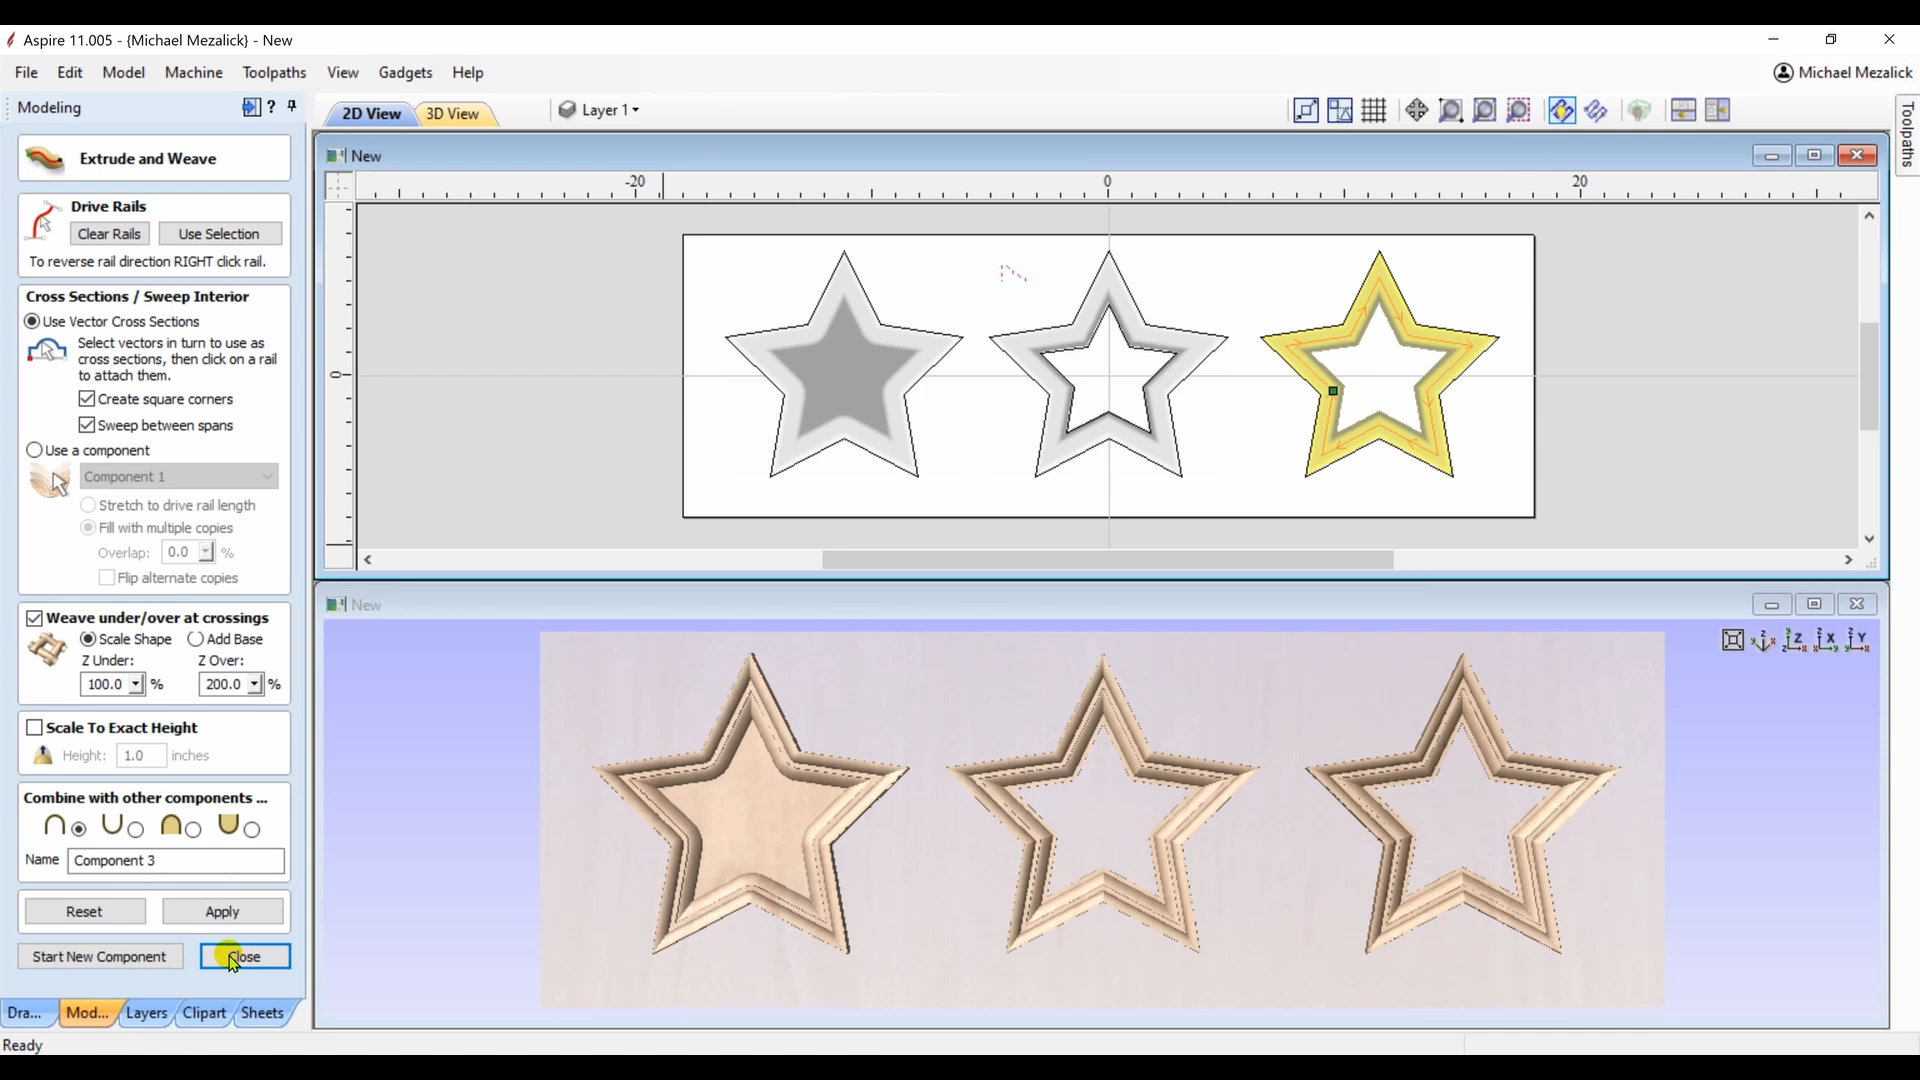 Aspire 11.005 - {Michael Mezalick} - New
File Edit Model Machine Toolpaths View Gadgets Help
Michael Mezalick
Modeling
?
2D View 3D View
Layer 1
Toolpaths
Extrude and Weave
New
-20 0 20
Drive Rails
Clear Rails Use Selection
To reverse rail direction RIGHT click rail.
Cross Sections / Sweep Interior
Use Vector Cross Sections
Select vectors in turn to use as
cross sections, then click on a rail
to attach them.
0
Create square corners
Sweep between spans
Use a component
Component 1
Stretch to drive rail length
Fill with multiple copies
Overlap: 0.0 %
Flip alternate copies
New
Weave under/over at crossings
Scale Shape Add Base
Z Under: Z Over:
100.0 % 200.0 %
Scale To Exact Height
Height: 1.0 inches
Combine with other components ...
Name Component 3
Reset Apply
Start New Component Close
Dra... Mod... Layers Clipart Sheets
Ready